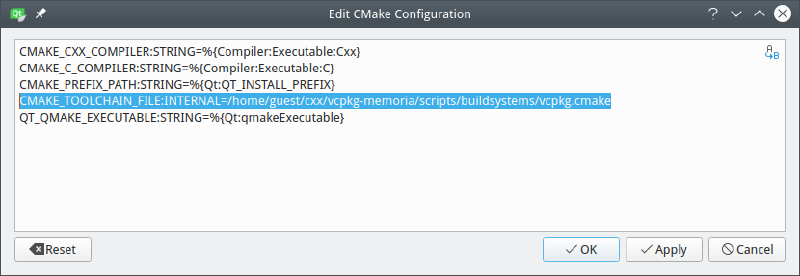 Edit CMake Configuration
CMAKE_CXX_COMPILER:STRING=%{Compiler:Executable:Cxx}
CMAKE_C_COMPILER:STRING=%{Compiler:Executable:C}
CMAKE_PREFIX_PATH:STRING=%{Qt:QT_INSTALL_PREFIX}
CMAKE_TOOLCHAIN_FILE:INTERNAL=/home/guest/cxx/vcpkg-memoria/scripts/buildsystems/vcpkg.cmake
QT_QMAKE_EXECUTABLE:STRING=%{Qt:qmakeExecutable}
Reset
OK
Apply
Cancel